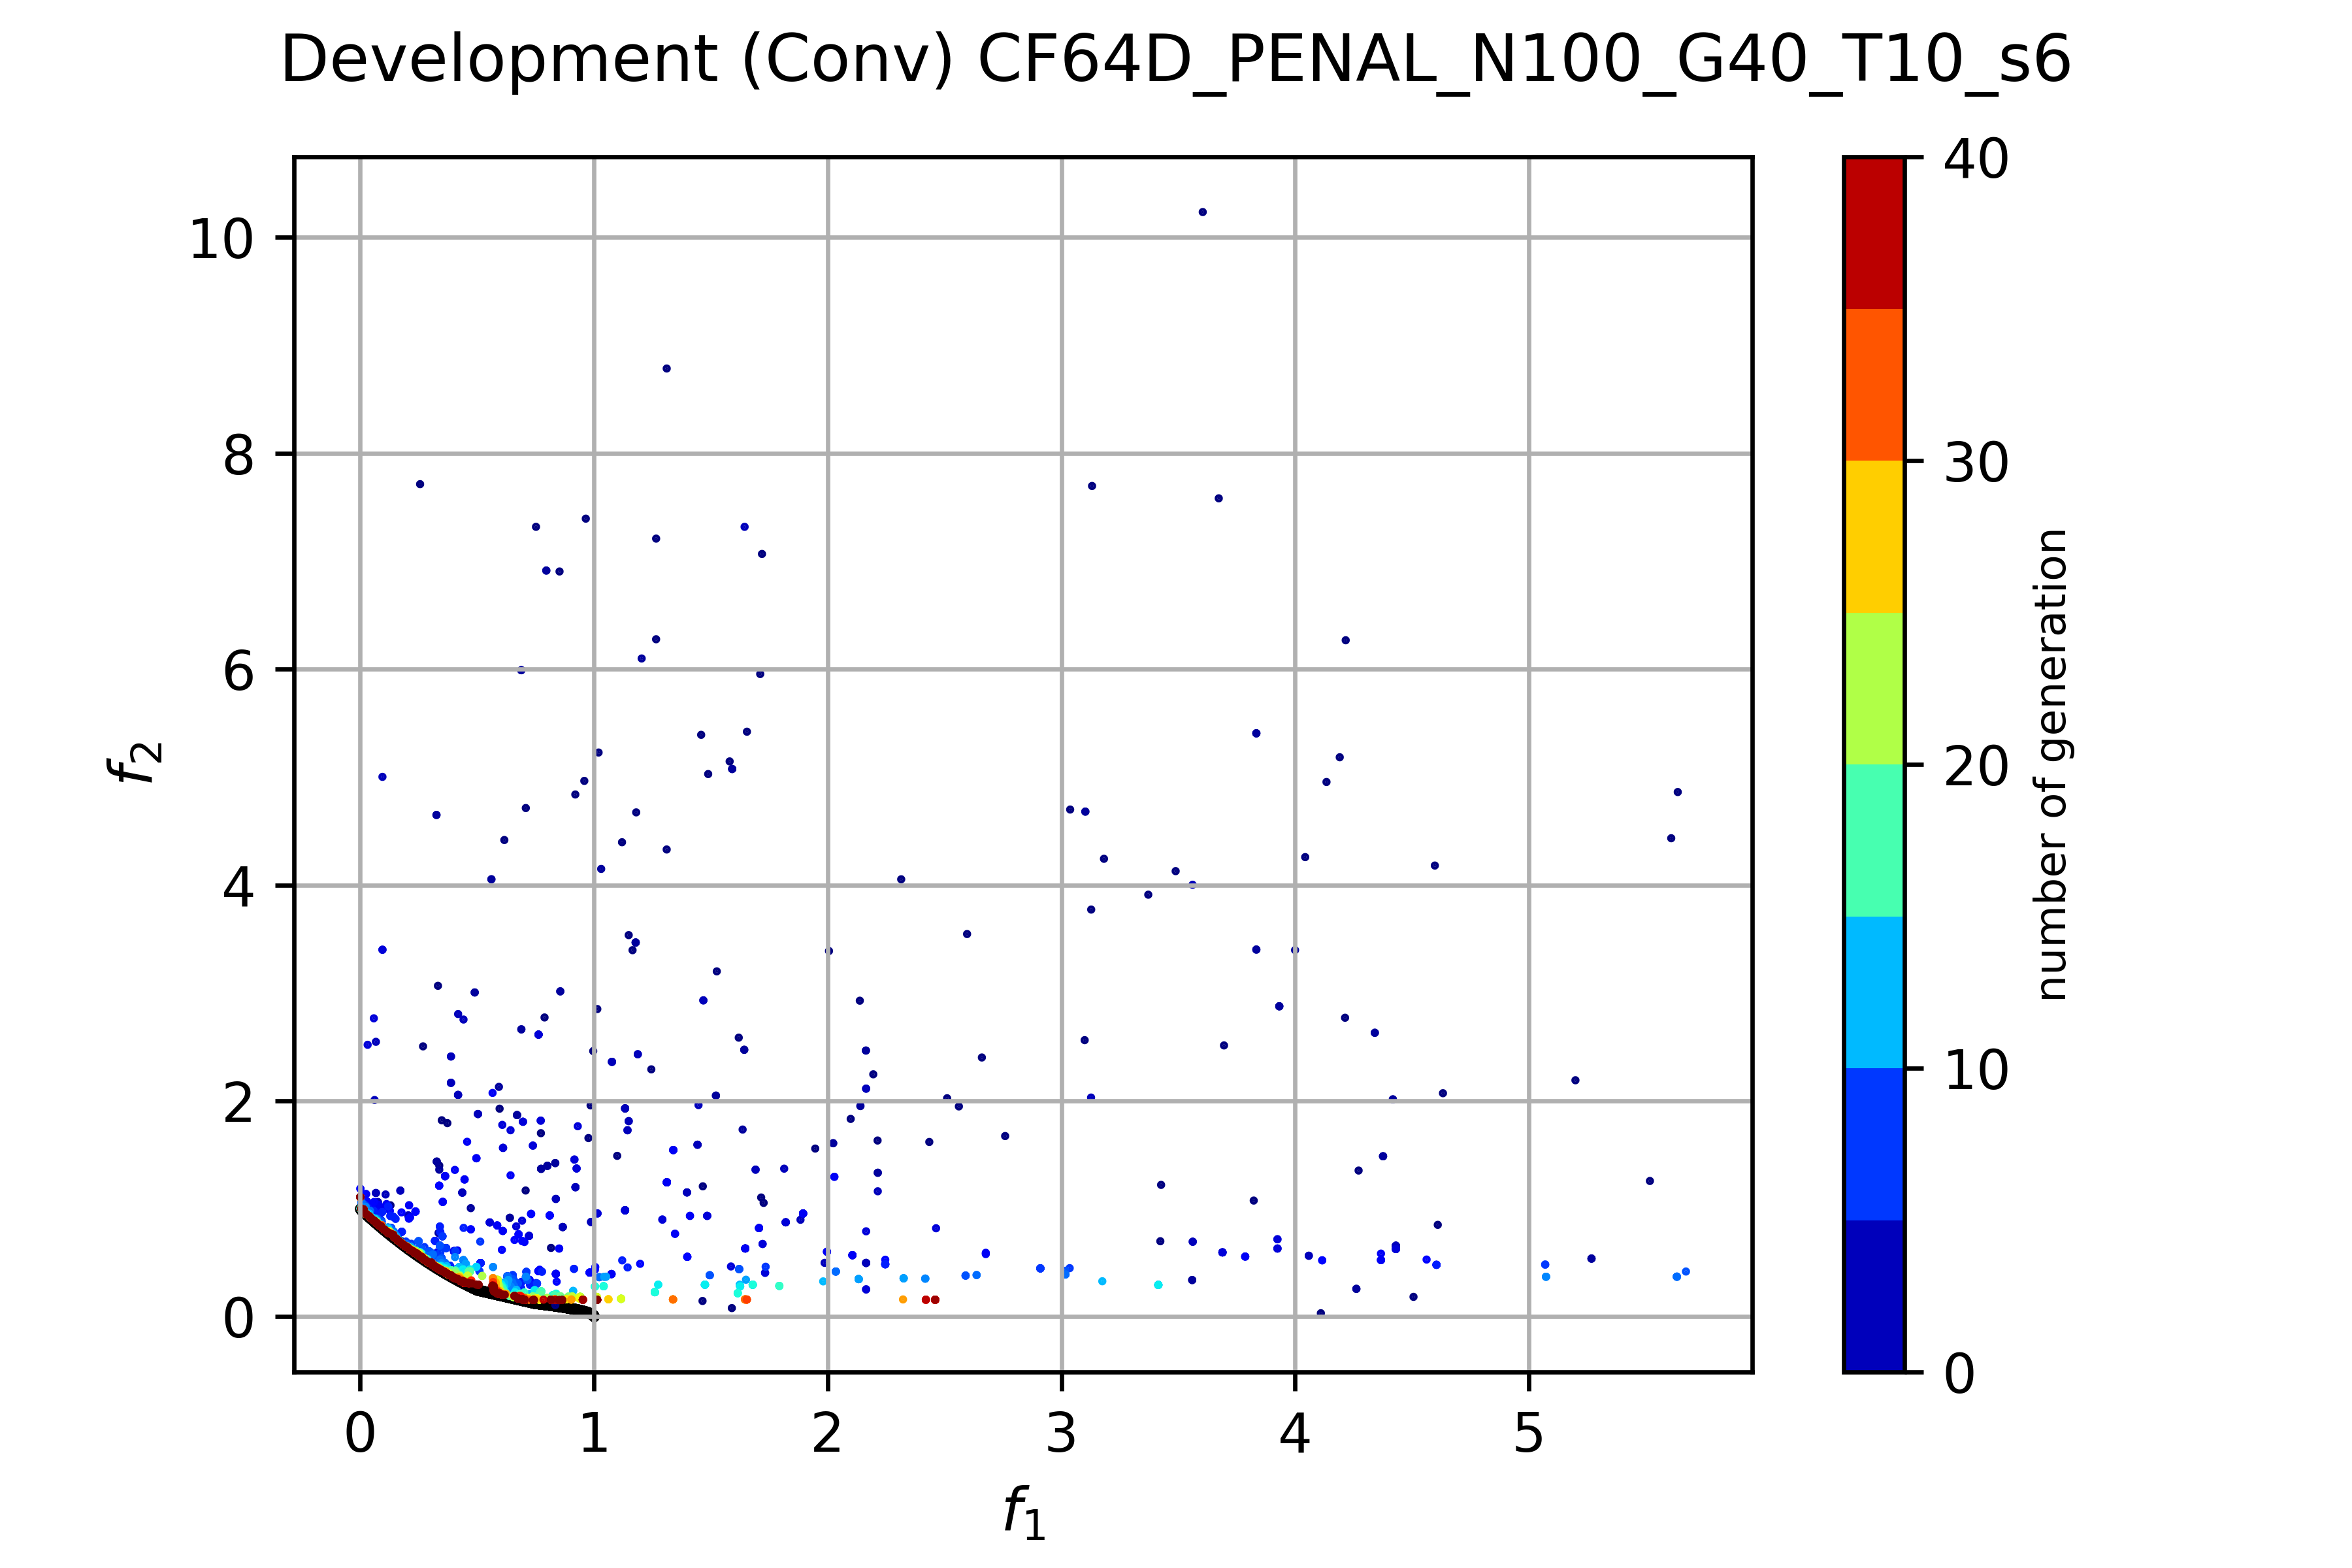 Development (Conv) CF64D_PENAL_N100_G40_T10_s6
10
8
6
4
2
0
f2
0 1 2 3 4 5
f1
40
30
20
10
0
number of generation